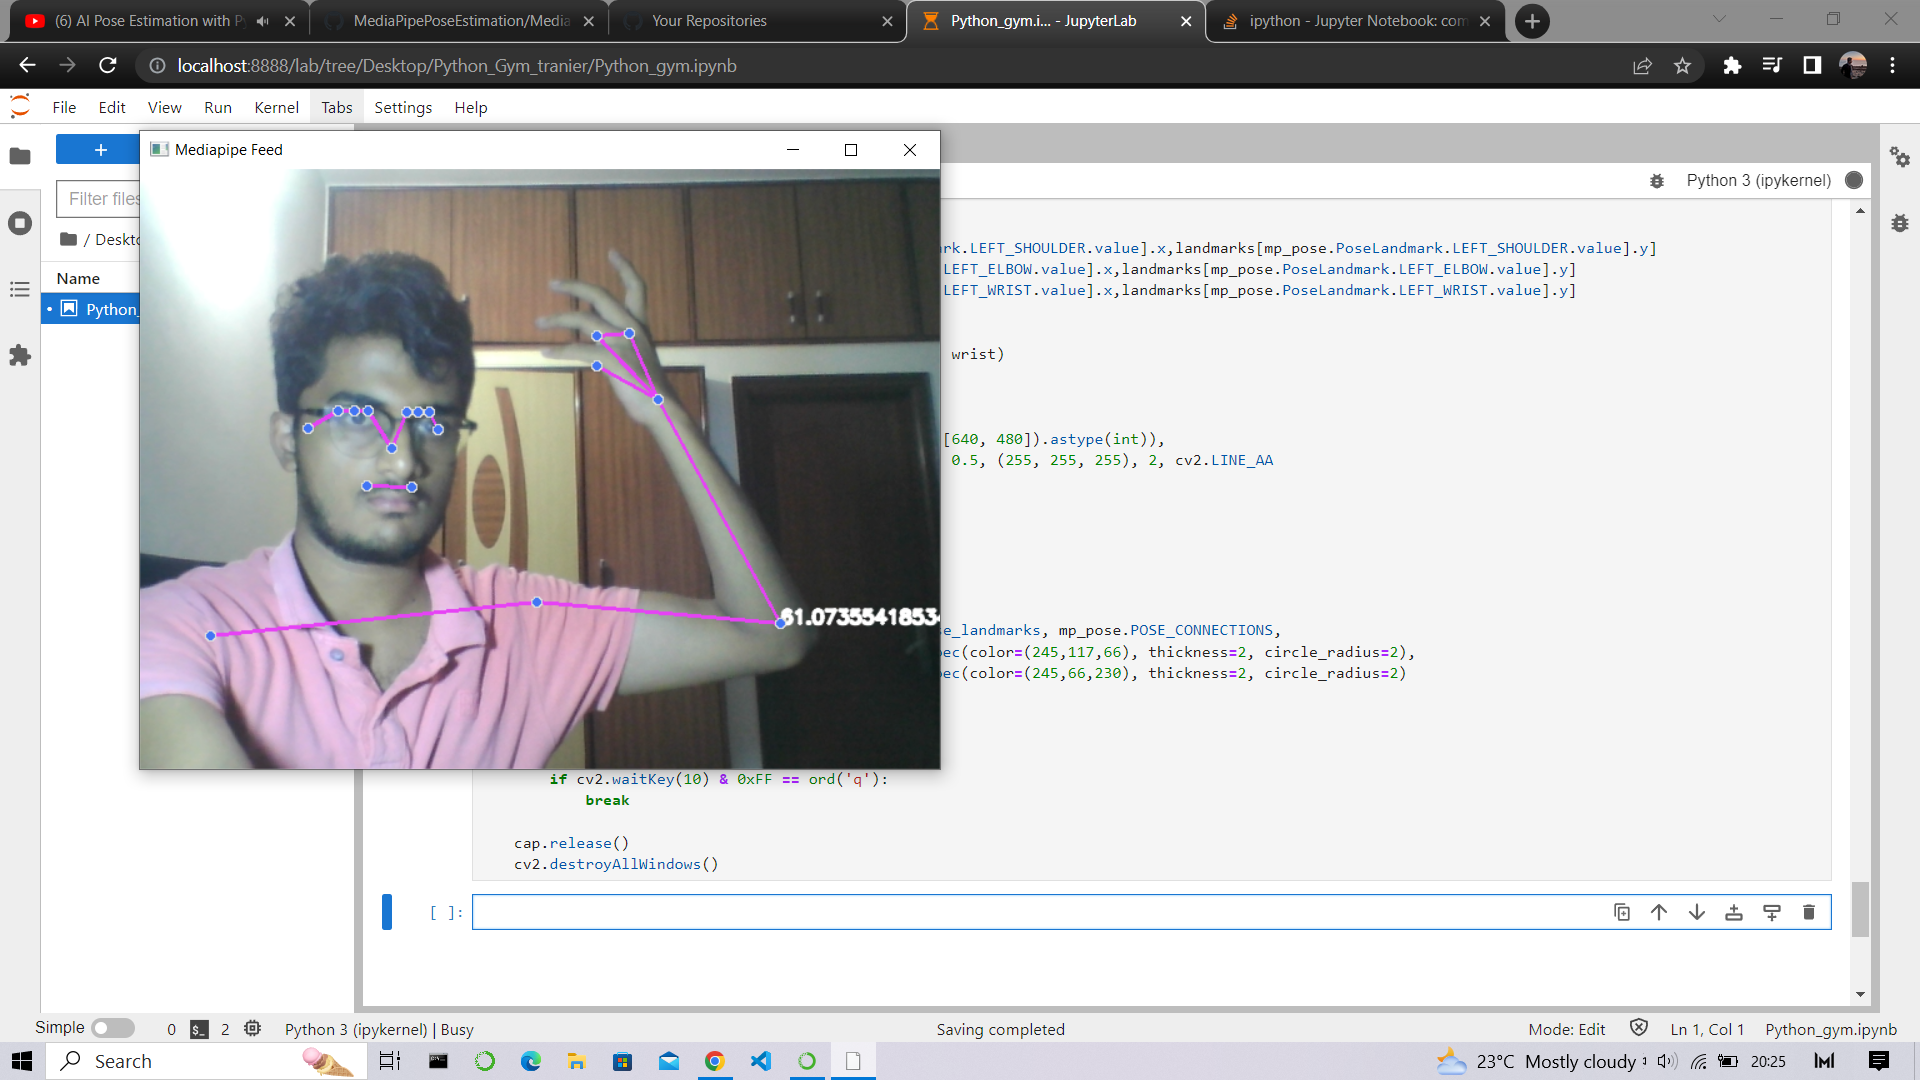 (6) AI Pose Estimation with Py
MediaPipePoseEstimation/Media
Your Repositories
Python_gym.i... - JupyterLab
ipython - Jupyter Notebook: com
localhost:8888/lab/tree/Desktop/Python_Gym_tranier/Python_gym.ipynb
File Edit View Run Kernel Tabs Settings Help
+
Mediapipe Feed
Filter files
/ Deskto
Name
Python_
Python 3 (ipykernel)
rk.LEFT_SHOULDER.value].x,landmarks[mp_pose.PoseLandmark.LEFT_SHOULDER.value].y]
LEFT_ELBOW.value].x,landmarks[mp_pose.PoseLandmark.LEFT_ELBOW.value].y]
LEFT_WRIST.value].x,landmarks[mp_pose.PoseLandmark.LEFT_WRIST.value].y]
wrist)
[640, 480]).astype(int)),
0.5, (255, 255, 255), 2, cv2.LINE_AA
61.0735541853
e_landmarks, mp_pose.POSE_CONNECTIONS,
ec(color=(245,117,66), thickness=2, circle_radius=2),
ec(color=(245,66,230), thickness=2, circle_radius=2)
if cv2.waitKey(10) & 0xFF == ord('q'):
break
cap.release()
cv2.destroyAllWindows()
[ ]:
Simple 0 $_ 2 Python 3 (ipykernel) | Busy Saving completed Mode: Edit Ln 1, Col 1 Python_gym.ipynb
Search 23°C Mostly cloudy 20:25